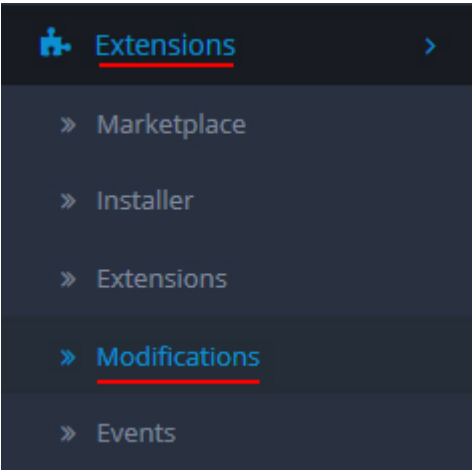 Extensions
Marketplace
Installer
Extensions
Modifications
Events